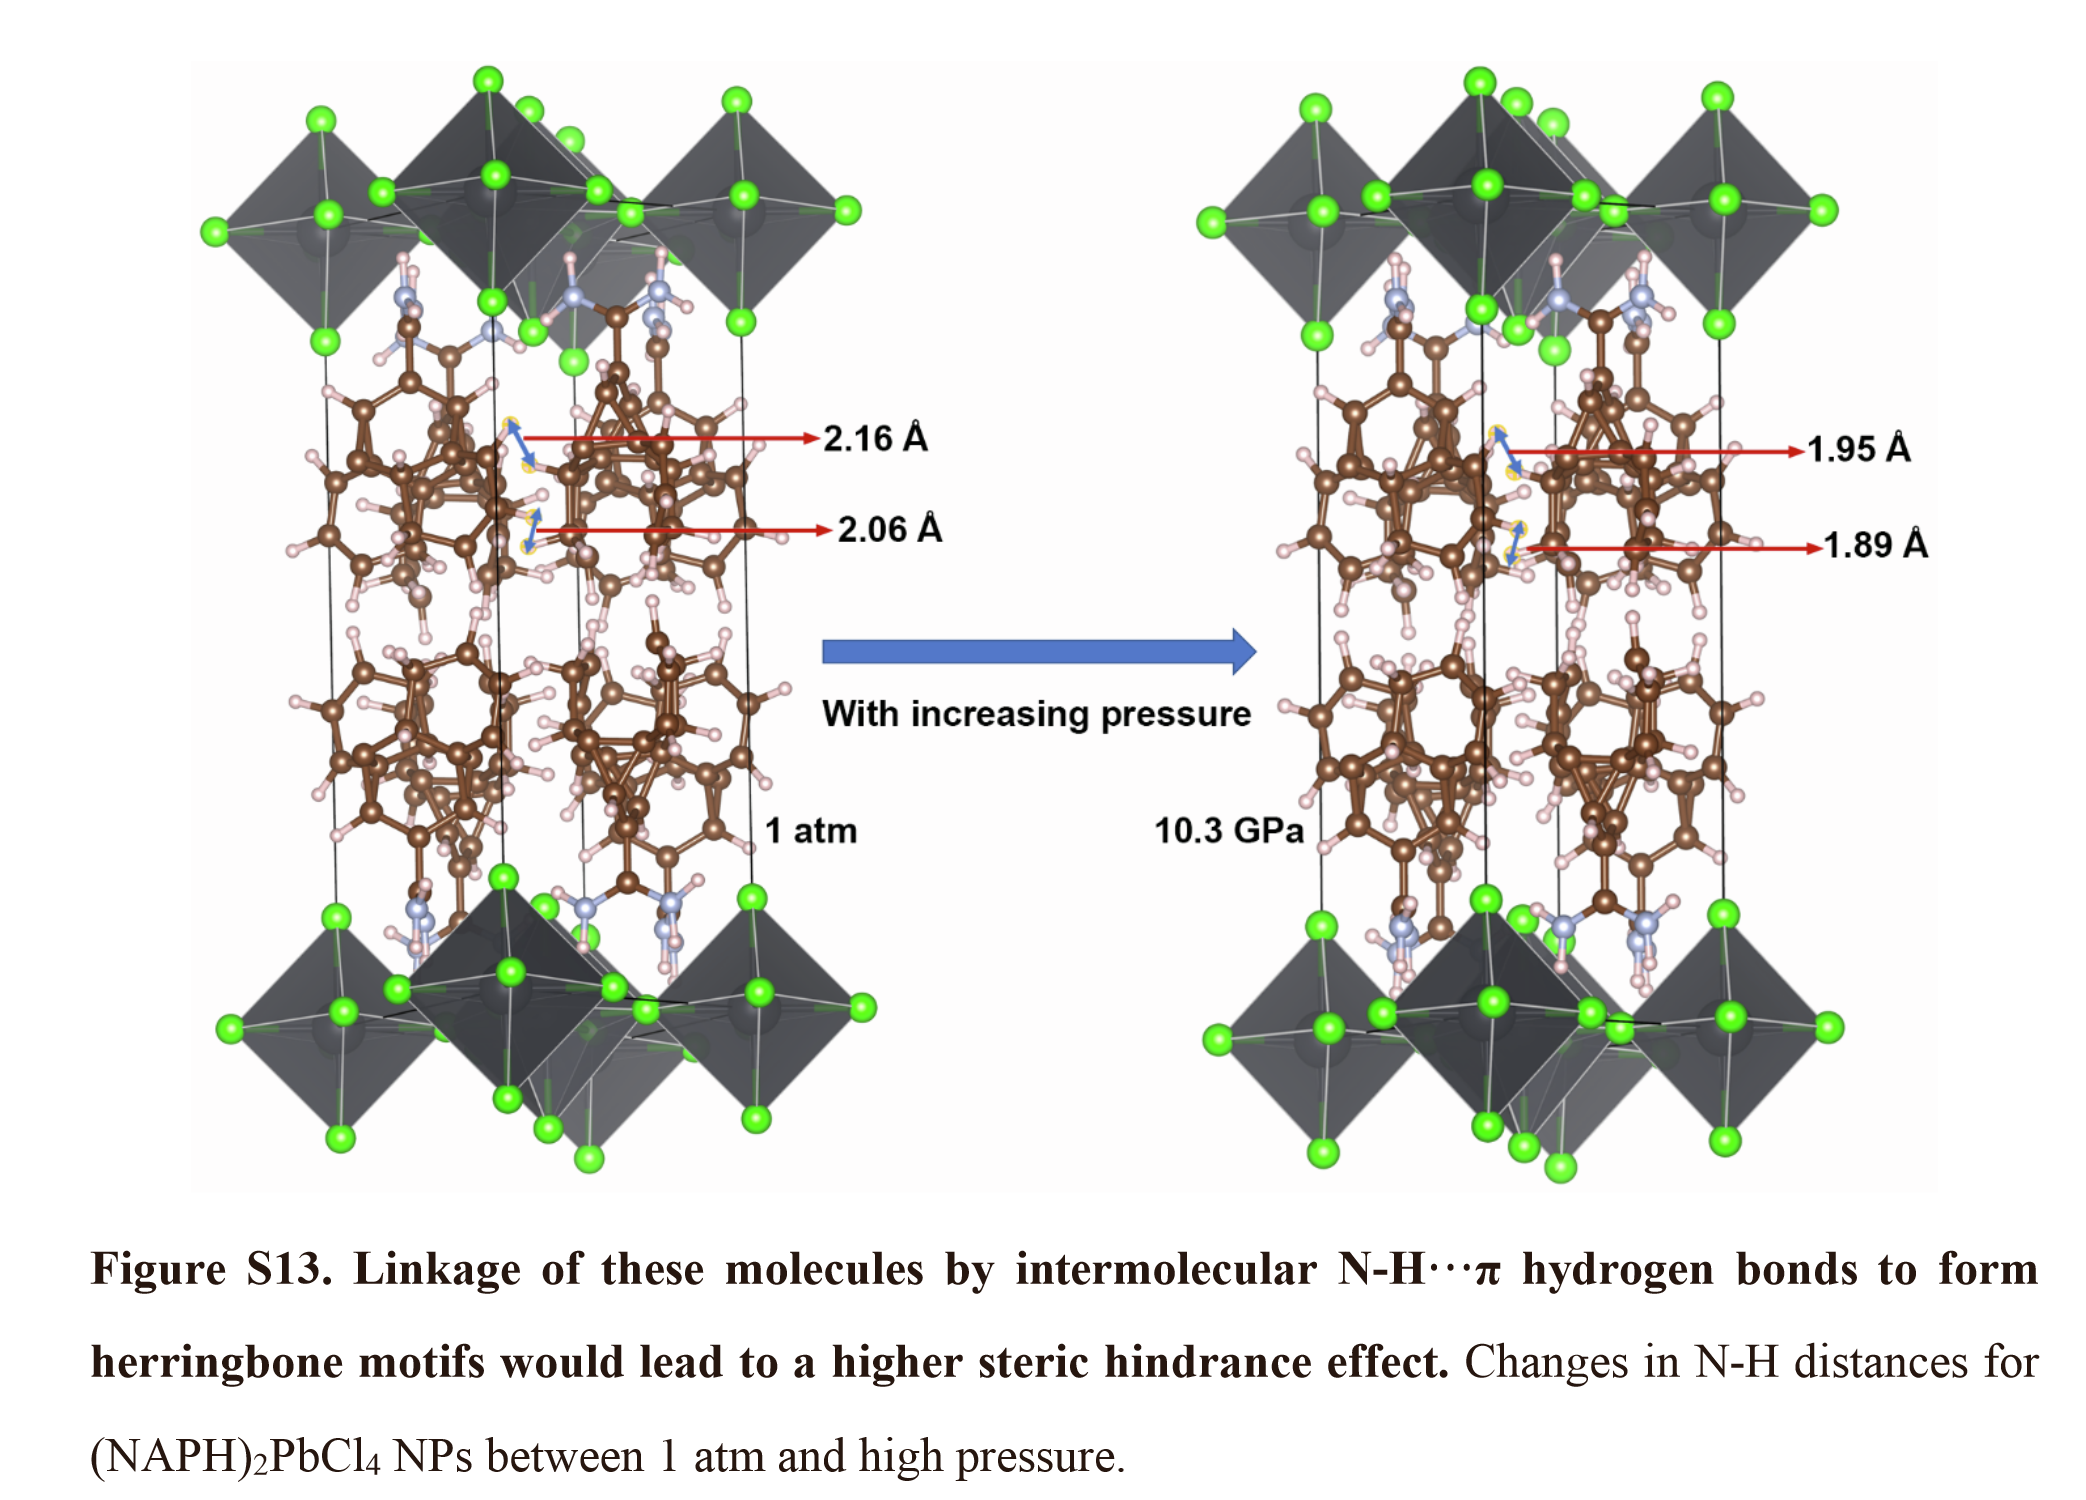 2.16 Å
2.06 Å
1.95 Å
1.89 Å
With increasing pressure
1 atm
10.3 GPa
Figure S13. Linkage of these molecules by intermolecular N-H⋯π hydrogen bonds to form
herringbone motifs would lead to a higher steric hindrance effect. Changes in N-H distances for
(NAPH)₂PbCl₄ NPs between 1 atm and high pressure.